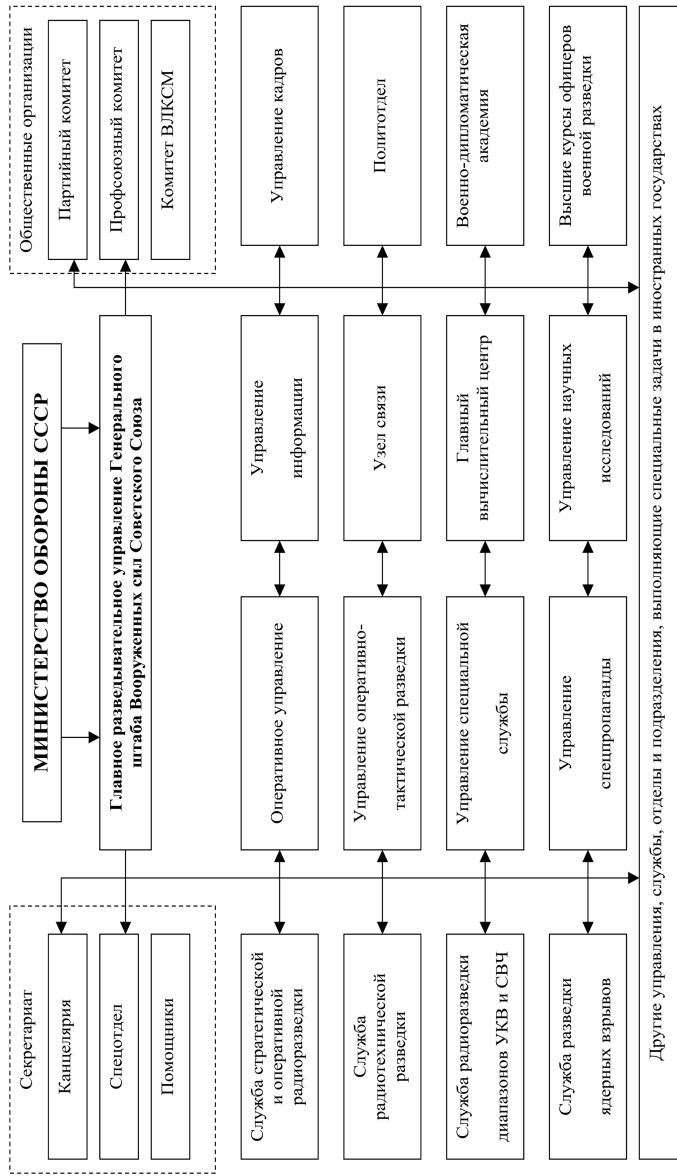 МИНИСТЕРСТВО ОБОРОНЫ СССР
Главное разведывательное управление Генерального
штаба Вооруженных сил Советского Союза
Секретариат
Канцелярия
Спецотдел
Помощники
Общественные организации
Партийный комитет
Профсоюзный комитет
Комитет ВЛКСМ
Служба стратегической
и оперативной
радиоразведки
Оперативное управление
Управление
информации
Управление кадров
Служба
радиотехнической
разведки
Управление оперативно-
тактической разведки
Узел связи
Политотдел
Служба радиоразведки
диапазонов УКВ и СВЧ
Управление специальной
службы
Главный
вычислительный центр
Военно-дипломатическая
академия
Служба разведки
ядерных взрывов
Управление
спецпропаганды
Управление научных
исследований
Высшие курсы офицеров
военной разведки
Другие управления, службы, отделы и подразделения, выполняющие специальные задачи в иностранных государствах